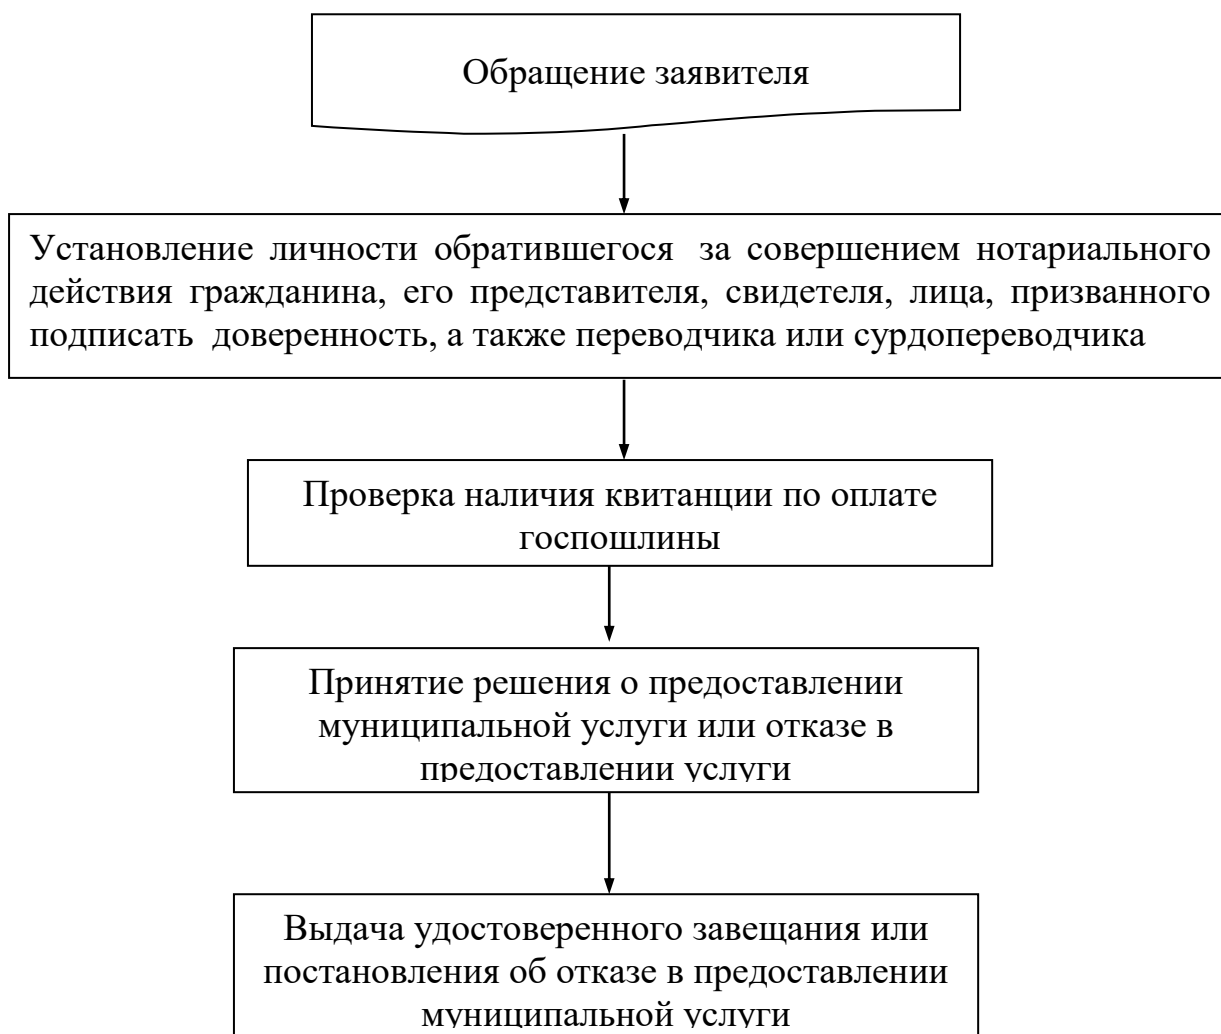 Обращение заявителя
Установление личности обратившегося за совершением нотариального
действия гражданина, его представителя, свидетеля, лица, призванного
подписать доверенность, а также переводчика или сурдопереводчика
Проверка наличия квитанции по оплате
госпошлины
Принятие решения о предоставлении
муниципальной услуги или отказе в
предоставлении услуги
Выдача удостоверенного завещания или
постановления об отказе в предоставлении
муниципальной услуги